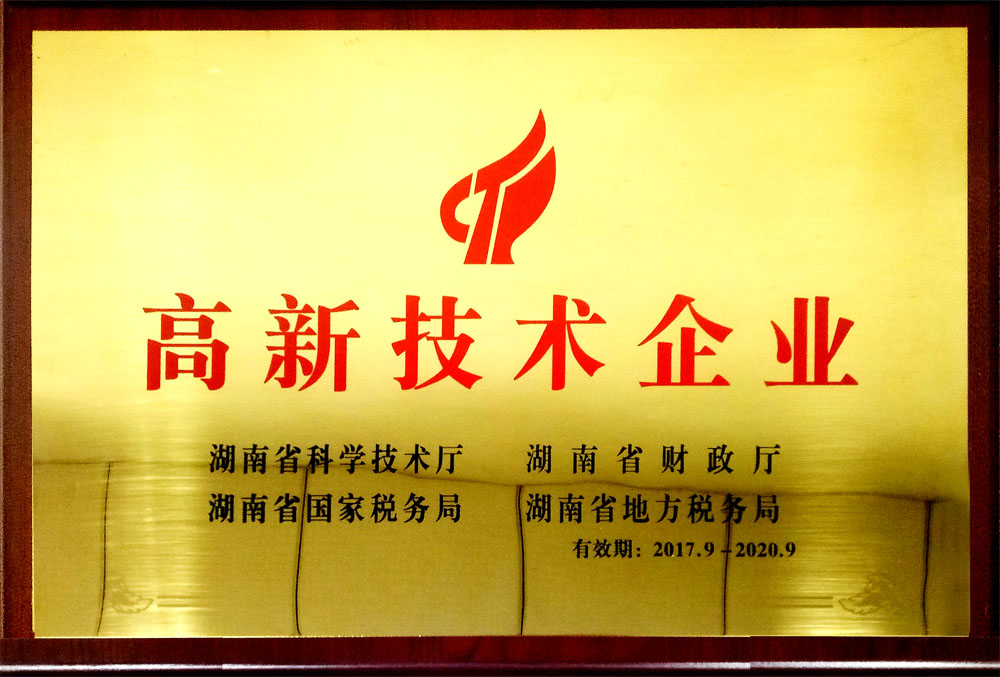 高新技术企业
湖南省科学技术厅 湖南省财政厅
湖南省国家税务局 湖南省地方税务局
有效期：2017.9－2020.9